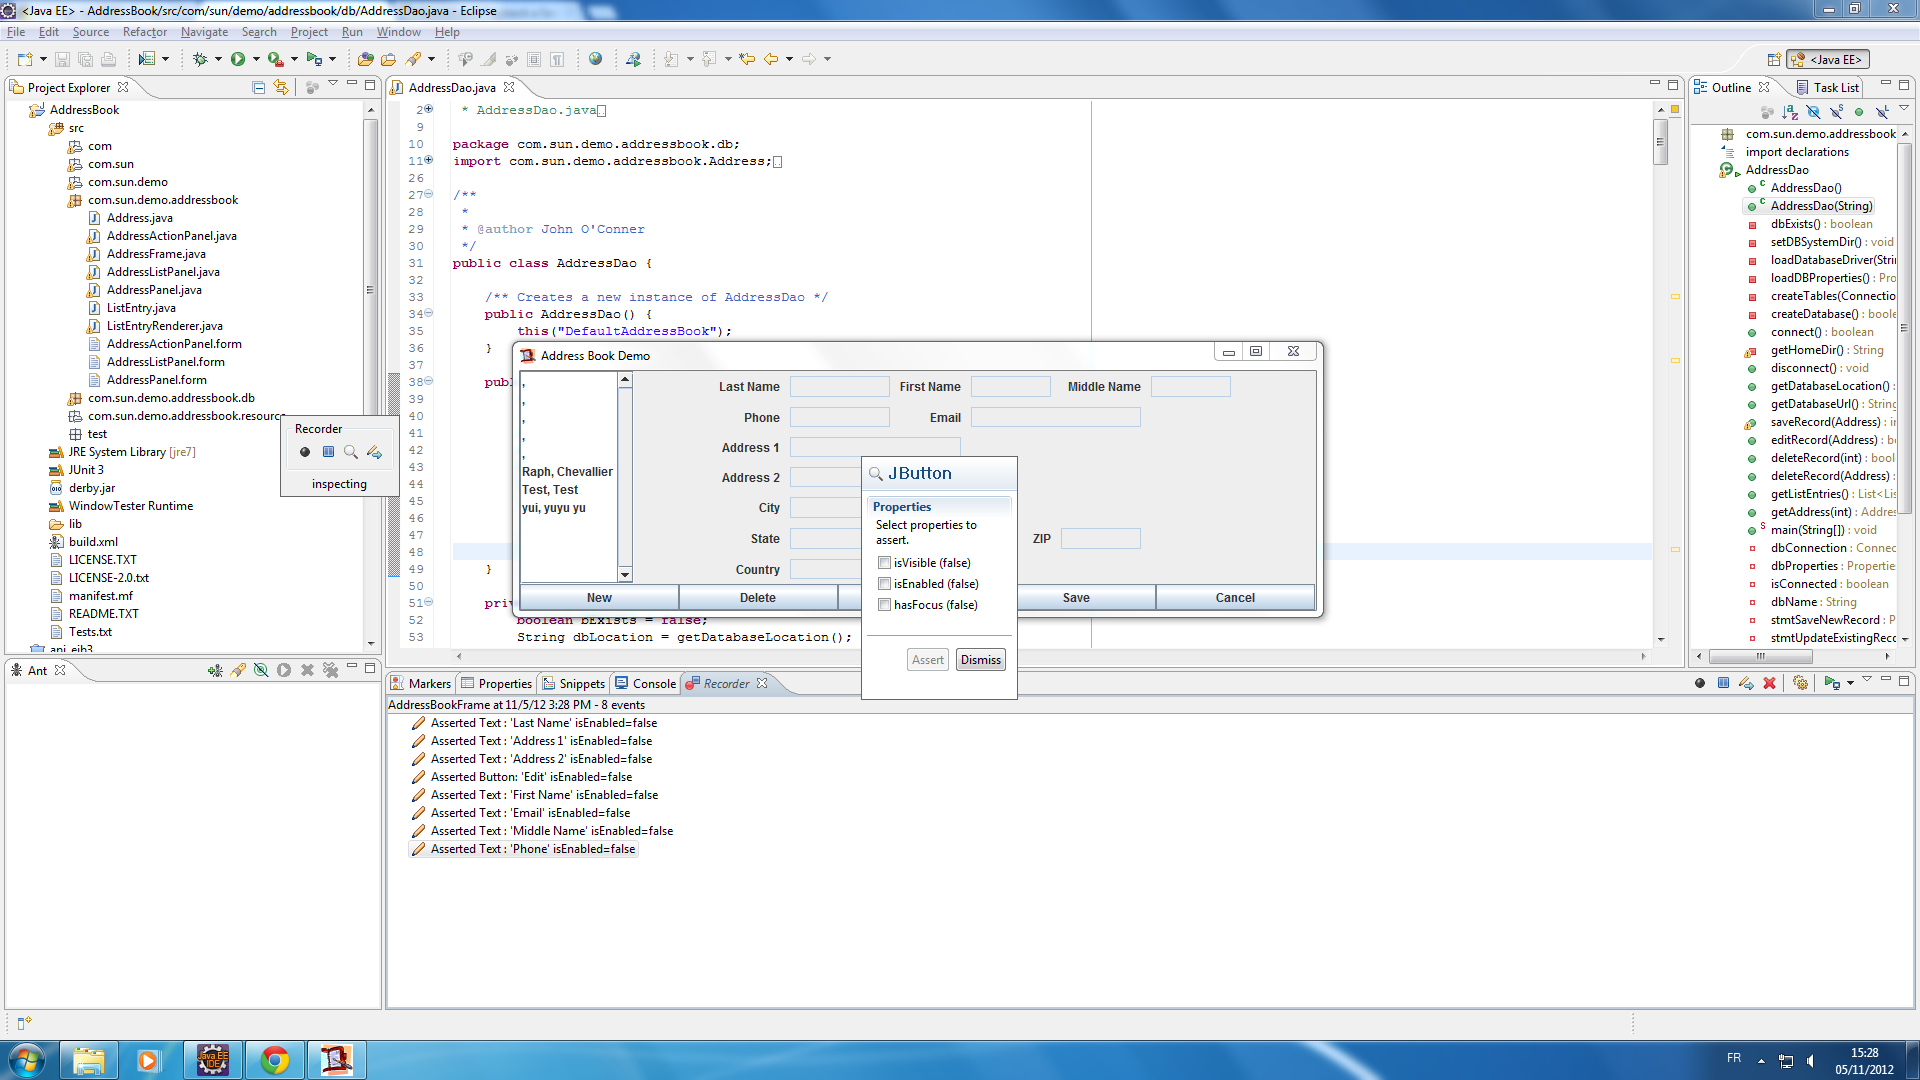 <Java EE> - AddressBook/src/com/sun/demo/addressbook/db/AddressDao.java - Eclipse
File Edit Source Refactor Navigate Search Project Run Window Help
<Java EE>
Project Explorer
AddressBook
src
com
com.sun
com.sun.demo
com.sun.demo.addressbook
Address.java
AddressActionPanel.java
AddressFrame.java
AddressListPanel.java
AddressPanel.java
ListEntry.java
ListEntryRenderer.java
AddressActionPanel.form
AddressListPanel.form
AddressPanel.form
com.sun.demo.addressbook.db
com.sun.demo.addressbook.resource
test
JRE System Library [jre7]
JUnit 3
derby.jar
WindowTester Runtime
lib
build.xml
LICENSE.TXT
LICENSE-2.0.txt
manifest.mf
README.TXT
Tests.txt
Recorder
inspecting
AddressDao.java
2 * AddressDao.java
9
10 package com.sun.demo.addressbook.db;
11 import com.sun.demo.addressbook.Address;
26
27 /**
28 *
29 * @author John O'Conner
30 */
31 public class AddressDao {
32
33 /** Creates a new instance of AddressDao */
34 public AddressDao() {
35 this("DefaultAddressBook");
36 }
37
38 pub
39
40
41
42
43
44
45
46
47
48
49 }
50
51 pri
52 boolean bExists = false;
53 String dbLocation = getDatabaseLocation();
Address Book Demo
,
,
,
,
,
Raph, Chevallier
Test, Test
yui, yuyu yu
Last Name First Name Middle Name
Phone Email
Address 1
Address 2
City
State ZIP
Country
New Delete Save Cancel
JButton
Properties
Select properties to
assert.
isVisible (false)
isEnabled (false)
hasFocus (false)
Assert Dismiss
Outline Task List
com.sun.demo.addressbook
import declarations
AddressDao
AddressDao()
AddressDao(String)
dbExists() : boolean
setDBSystemDir() : void
loadDatabaseDriver(Stri
loadDBProperties() : Pro
createTables(Connectio
createDatabase() : boole
connect() : boolean
getHomeDir() : String
disconnect() : void
getDatabaseLocation() :
getDatabaseUrl() : String
saveRecord(Address) : in
editRecord(Address) : b
deleteRecord(int) : bool
deleteRecord(Address) :
getListEntries() : List<Lis
getAddress(int) : Addres
main(String[]) : void
dbConnection : Connec
dbProperties : Propertie
isConnected : boolean
dbName : String
stmtSaveNewRecord : P
stmtUpdateExistingRecc
Ant
Markers Properties Snippets Console Recorder
AddressBookFrame at 11/5/12 3:28 PM - 8 events
Asserted Text : 'Last Name' isEnabled=false
Asserted Text : 'Address 1' isEnabled=false
Asserted Text : 'Address 2' isEnabled=false
Asserted Button: 'Edit' isEnabled=false
Asserted Text : 'First Name' isEnabled=false
Asserted Text : 'Email' isEnabled=false
Asserted Text : 'Middle Name' isEnabled=false
Asserted Text : 'Phone' isEnabled=false
Java EE
IDE
FR
15:28
05/11/2012